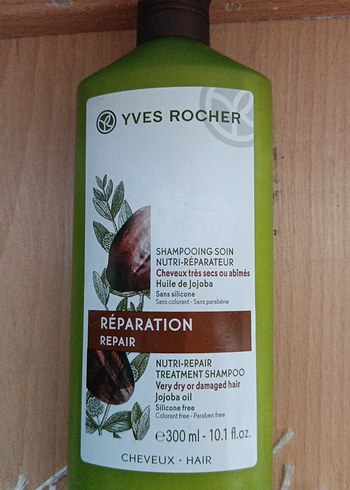 YVES ROCHER
SHAMPOOING SOIN
NUTRI-RÉPARATEUR
Cheveux très secs ou abîmés
Huile de Jojoba
Sans silicone
Sans colorant - Sans parabène
RÉPARATION
REPAIR
NUTRI-REPAIR
TREATMENT SHAMPOO
Very dry or damaged hair
Jojoba oil
Silicone free
Colorant free - Paraben free
℮300 ml - 10.1 fl.oz.
CHEVEUX • HAIR